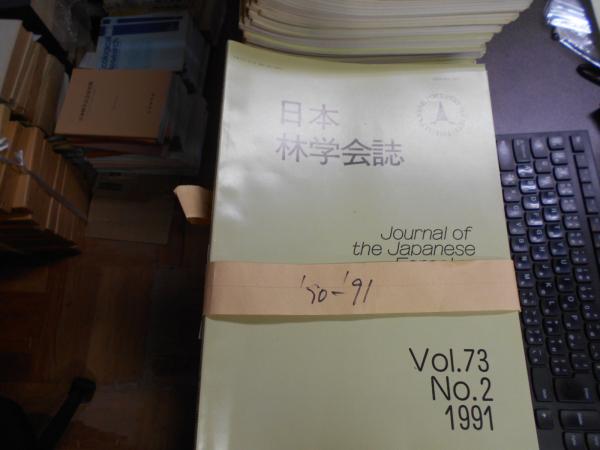 日本
林学会誌
Journal of
the Japanese
'90-'91
Vol.73
No.2
1991